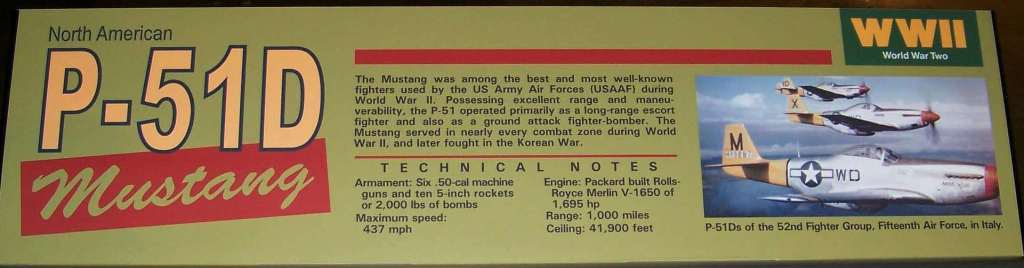 North American
P-51D
Mustang
WWII
World War Two
The Mustang was among the best and most well-known
fighters used by the US Army Air Forces (USAAF) during
World War II. Possessing excellent range and maneu-
verability, the P-51 operated primarily as a long-range escort
fighter and also as a ground attack fighter-bomber. The
Mustang served in nearly every combat zone during World
War II, and later fought in the Korean War.
TECHNICAL NOTES
Armament: Six .50-cal machine
guns and ten 5-inch rockets
or 2,000 lbs of bombs
Maximum speed:
437 mph
Engine: Packard built Rolls-
Royce Merlin V-1650 of
1,695 hp
Range: 1,000 miles
Ceiling: 41,900 feet
X
M
WD
P-51Ds of the 52nd Fighter Group, Fifteenth Air Force, in Italy.